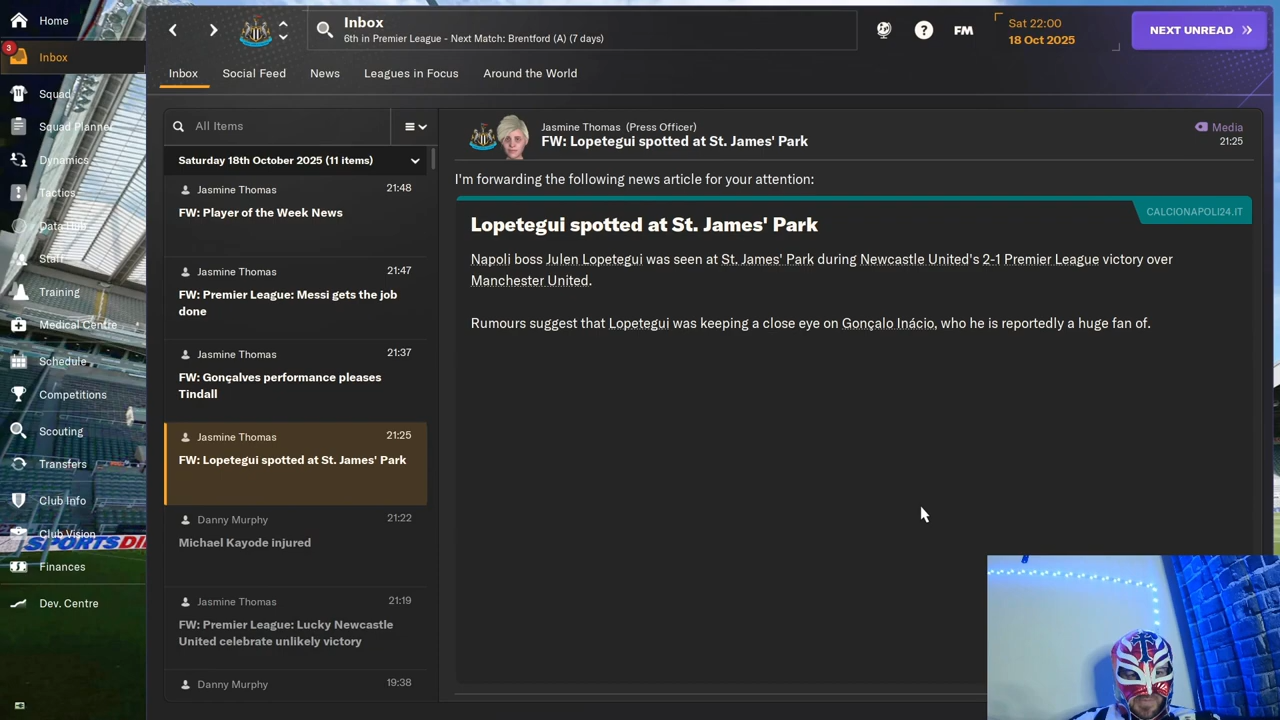 Home
3
Inbox
Squad
Squad Planner
Dynamics
Tactics
Data Hub
Staff
Training
Medical Centre
Schedule
Competitions
Scouting
Transfers
Club Info
Club Vision
SPORTS DI
Finances
Dev. Centre
Inbox
6th in Premier League - Next Match: Brentford (A) (7 days)
?
FM
Sat 22:00
18 Oct 2025
NEXT UNREAD
Inbox
Social Feed
News
Leagues in Focus
Around the World
All Items
Saturday 18th October 2025 (11 items)
Jasmine Thomas 21:48
FW: Player of the Week News
Jasmine Thomas 21:47
FW: Premier League: Messi gets the job
done
Jasmine Thomas 21:37
FW: Gonçalves performance pleases
Tindall
Jasmine Thomas 21:25
FW: Lopetegui spotted at St. James' Park
Danny Murphy 21:22
Michael Kayode injured
Jasmine Thomas 21:19
FW: Premier League: Lucky Newcastle
United celebrate unlikely victory
Danny Murphy 19:38
Jasmine Thomas (Press Officer)
FW: Lopetegui spotted at St. James' Park
Media
21:25
I'm forwarding the following news article for your attention:
CALCIONAPOLI24.IT
Lopetegui spotted at St. James' Park
Napoli boss Julen Lopetegui was seen at St. James' Park during Newcastle United's 2-1 Premier League victory over
Manchester United.
Rumours suggest that Lopetegui was keeping a close eye on Gonçalo Inácio, who he is reportedly a huge fan of.